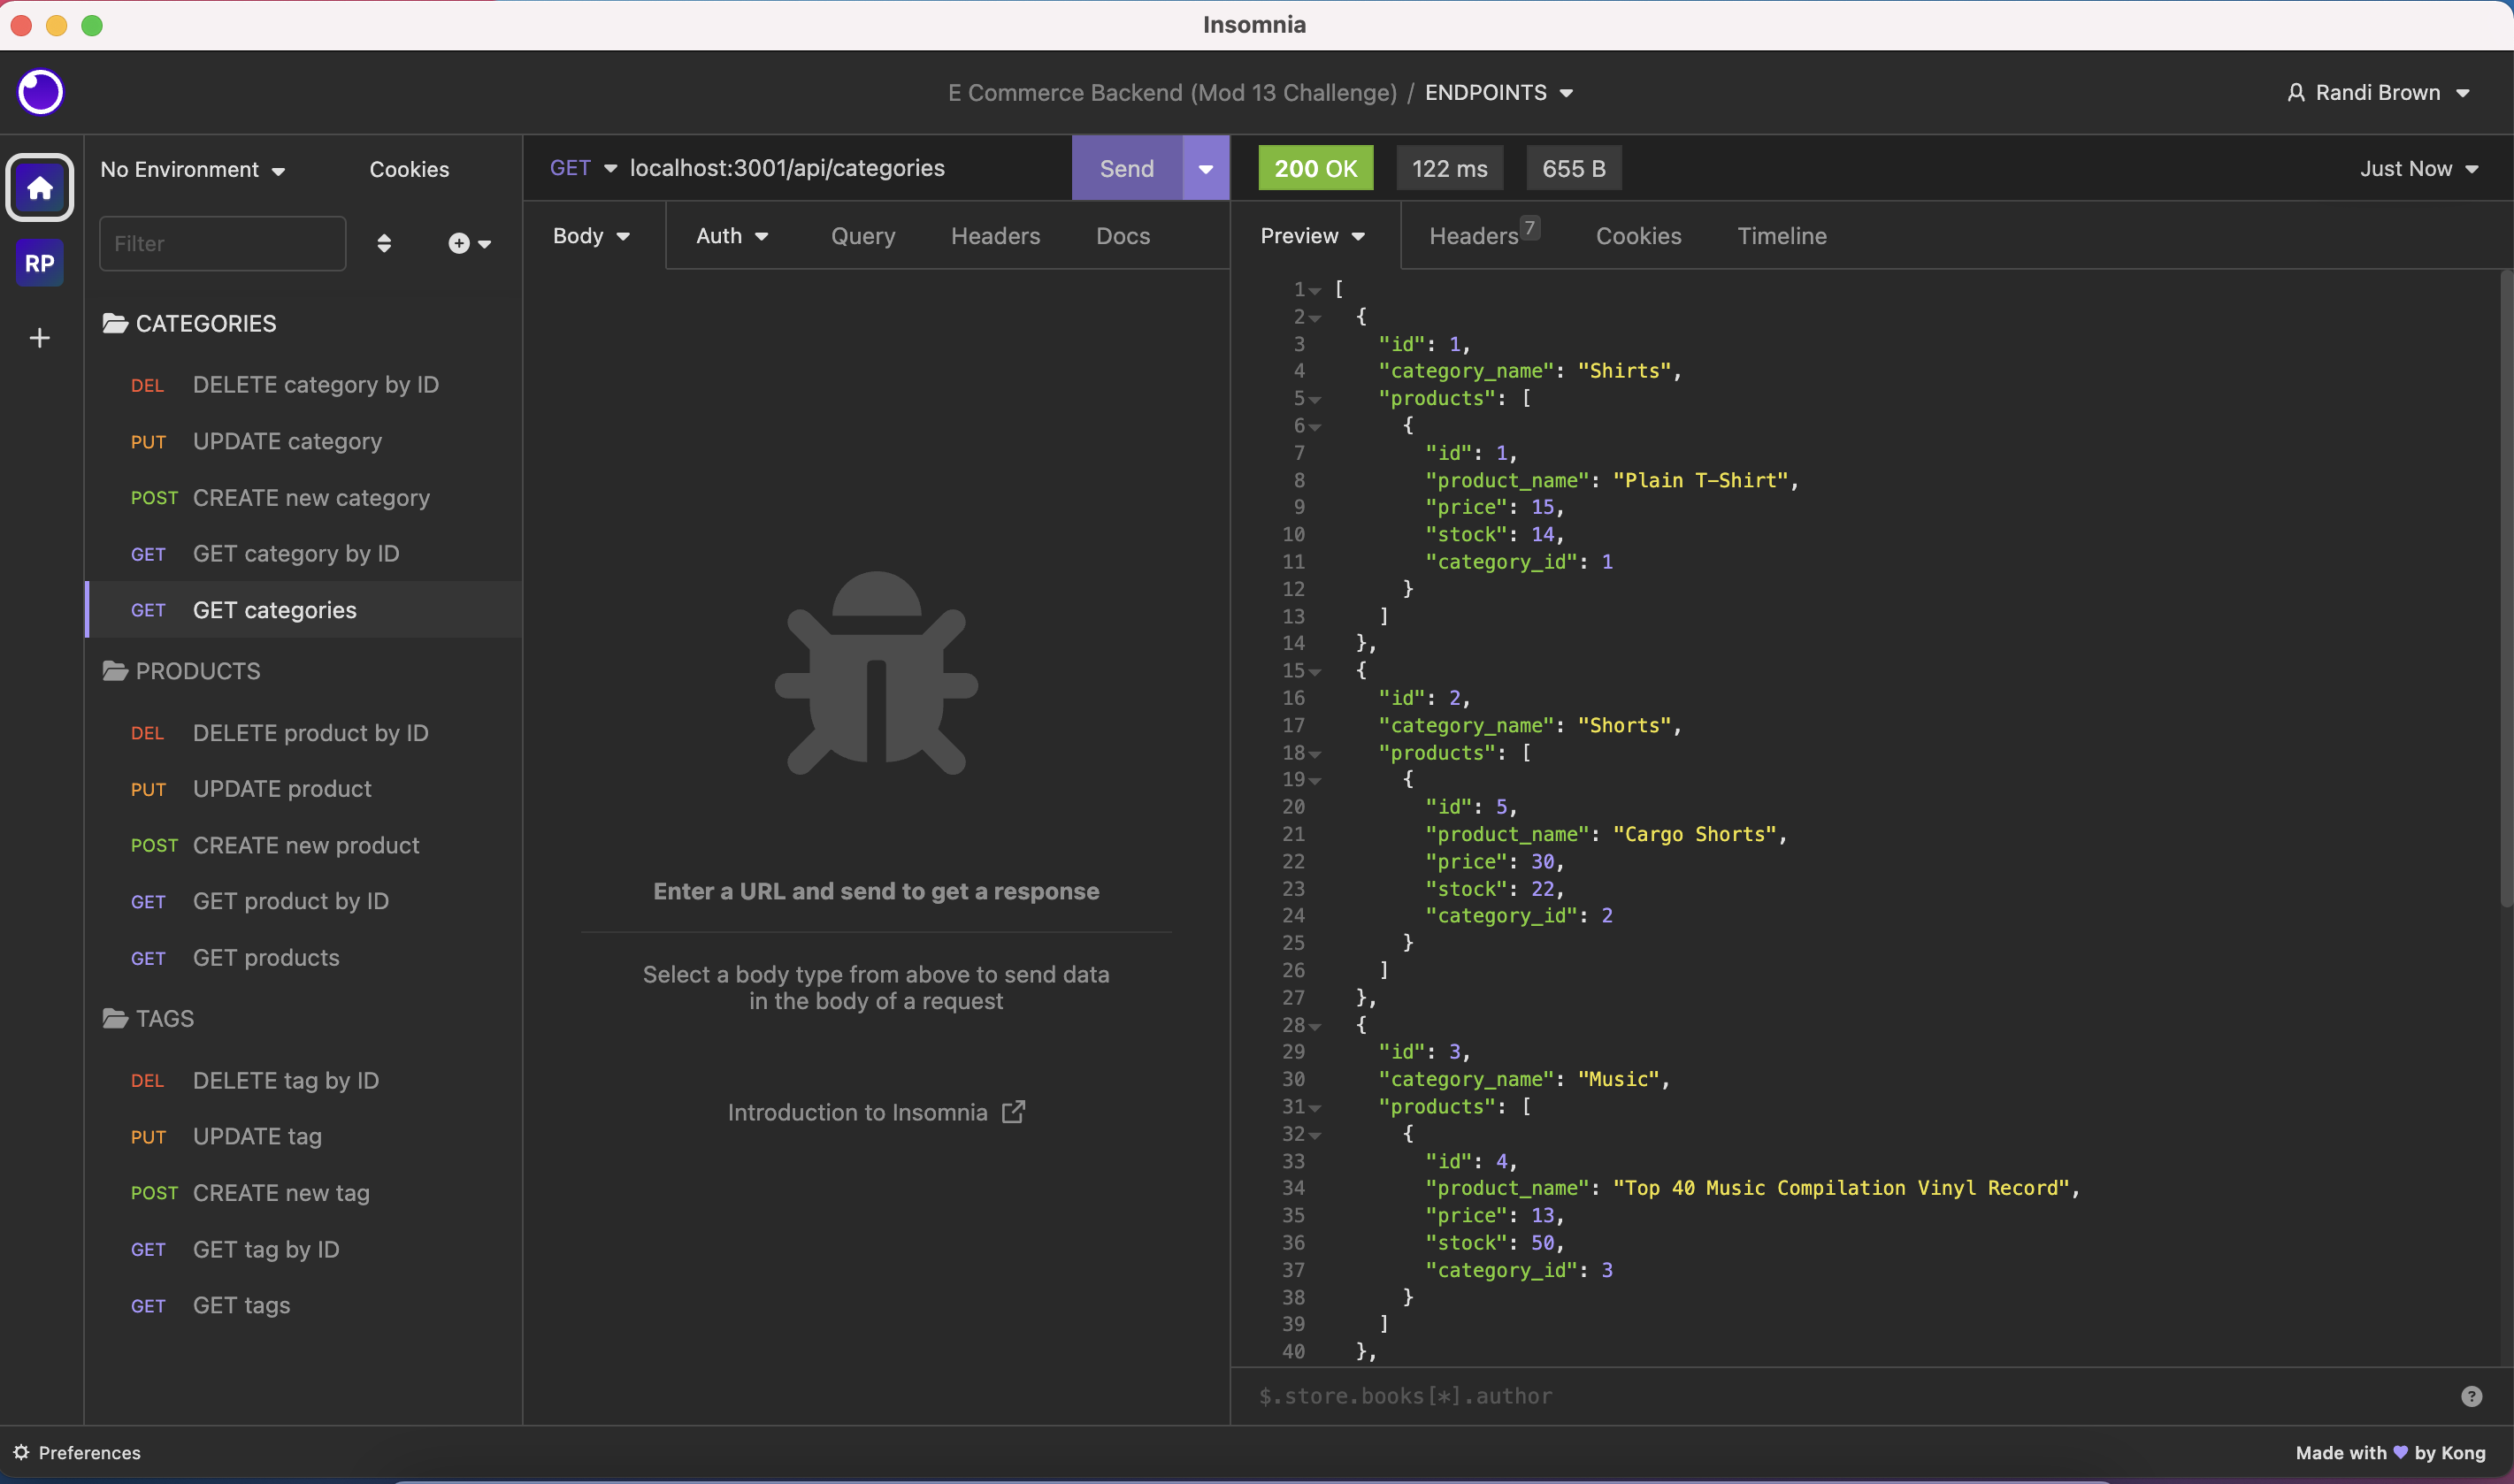 Insomnia
E Commerce Backend (Mod 13 Challenge) / ENDPOINTS
Randi Brown
RP
No Environment
Cookies
Filter
CATEGORIES
DEL DELETE category by ID
PUT UPDATE category
POST CREATE new category
GET GET category by ID
GET GET categories
PRODUCTS
DEL DELETE product by ID
PUT UPDATE product
POST CREATE new product
GET GET product by ID
GET GET products
TAGS
DEL DELETE tag by ID
PUT UPDATE tag
POST CREATE new tag
GET GET tag by ID
GET GET tags
GET localhost:3001/api/categories Send
Body Auth Query Headers Docs
Enter a URL and send to get a response
Select a body type from above to send data
in the body of a request
Introduction to Insomnia
200 OK 122 ms 655 B Just Now
Preview Headers 7 Cookies Timeline
1 [
2 {
3 "id": 1,
4 "category_name": "Shirts",
5 "products": [
6 {
7 "id": 1,
8 "product_name": "Plain T-Shirt",
9 "price": 15,
10 "stock": 14,
11 "category_id": 1
12 }
13 ]
14 },
15 {
16 "id": 2,
17 "category_name": "Shorts",
18 "products": [
19 {
20 "id": 5,
21 "product_name": "Cargo Shorts",
22 "price": 30,
23 "stock": 22,
24 "category_id": 2
25 }
26 ]
27 },
28 {
29 "id": 3,
30 "category_name": "Music",
31 "products": [
32 {
33 "id": 4,
34 "product_name": "Top 40 Music Compilation Vinyl Record",
35 "price": 13,
36 "stock": 50,
37 "category_id": 3
38 }
39 ]
40 },
$.store.books[*].author
Preferences
Made with 💜 by Kong